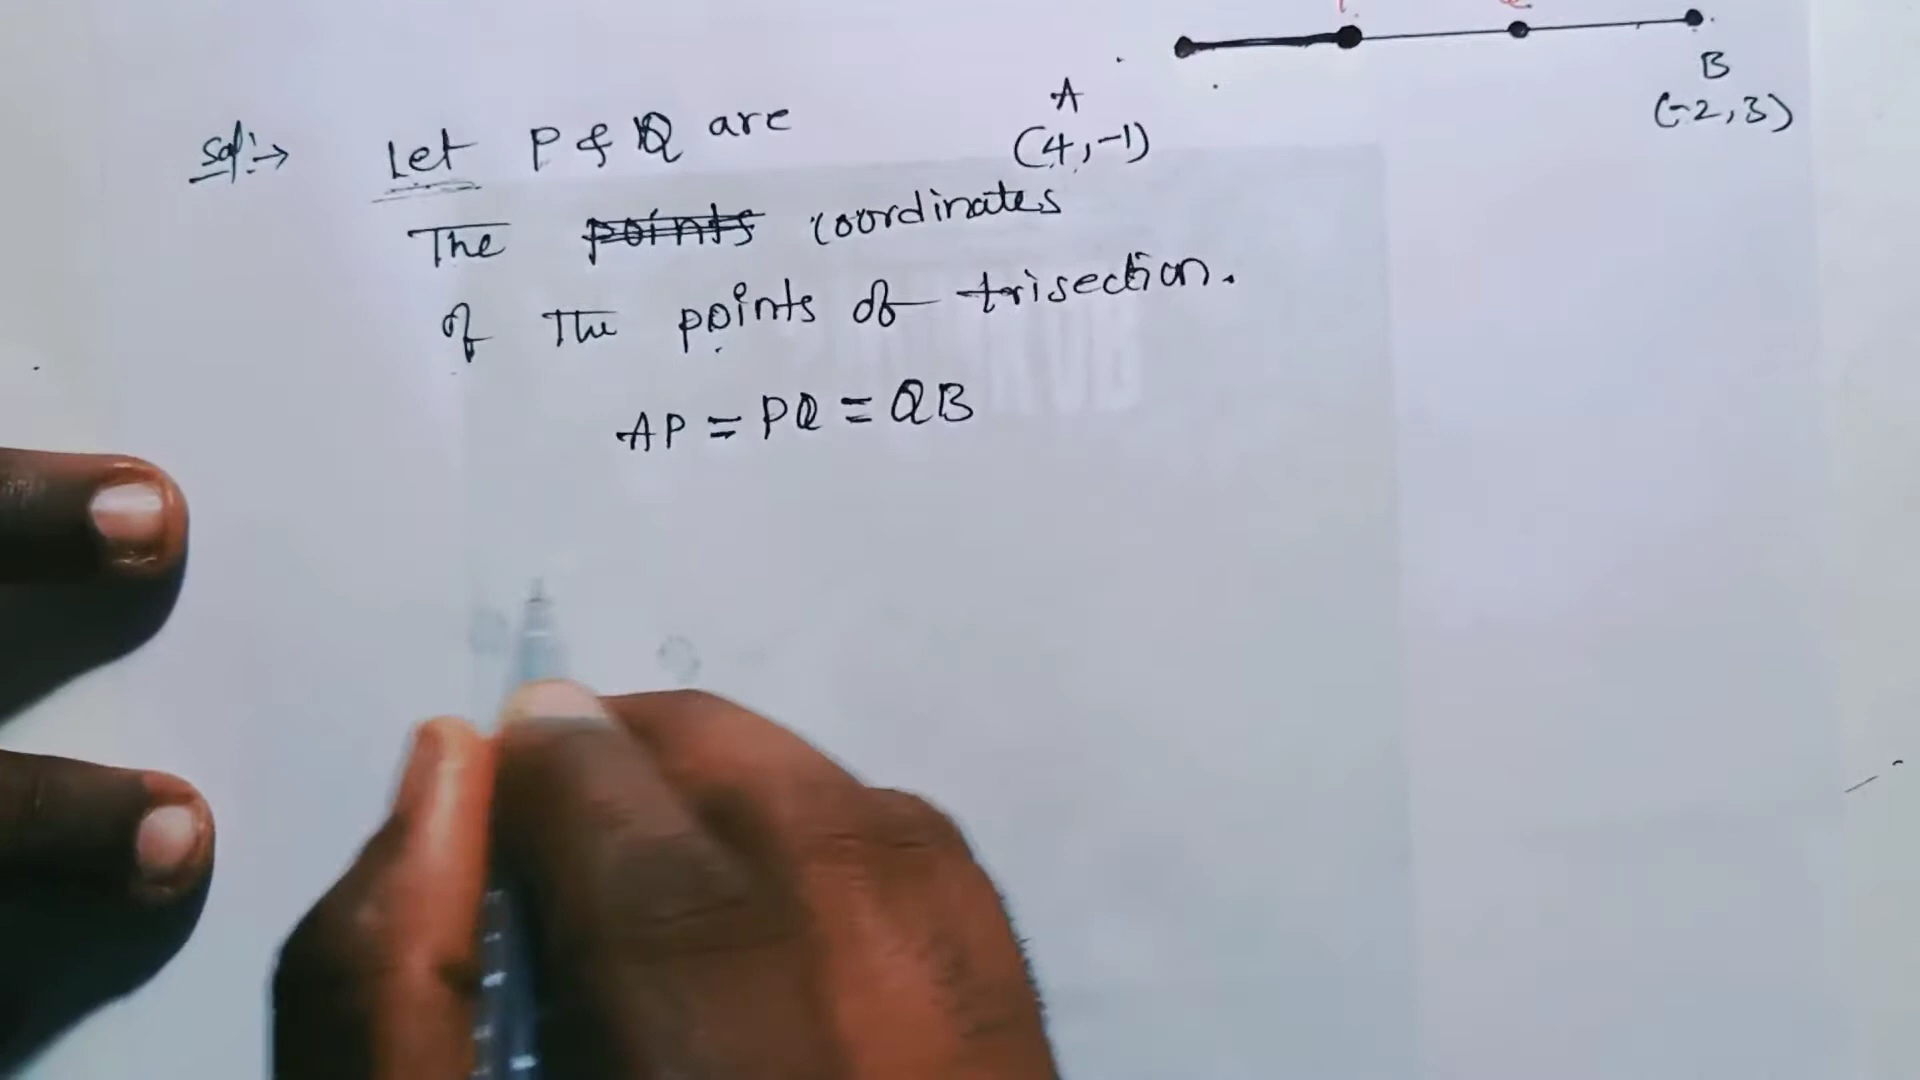 B
A
(-2,3)
Sol:→ Let P & Q are
(4,-1)
The points coordinates
of The points of trisection.
AP = PQ = QB